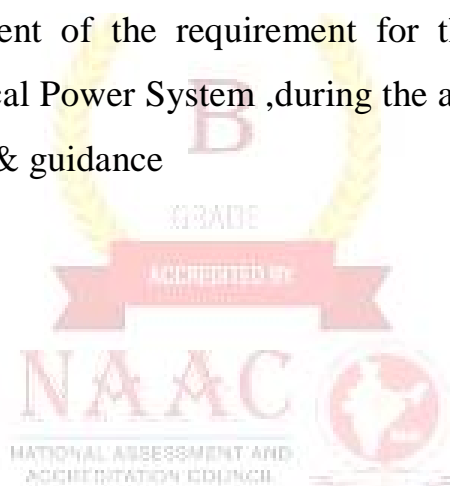 ent of the requirement for th
cal Power System ,during the a
& guidance
B
GRADE
ACCREDITED BY
NAAC
NATIONAL ASSESSMENT AND
ACCREDITATION COUNCIL